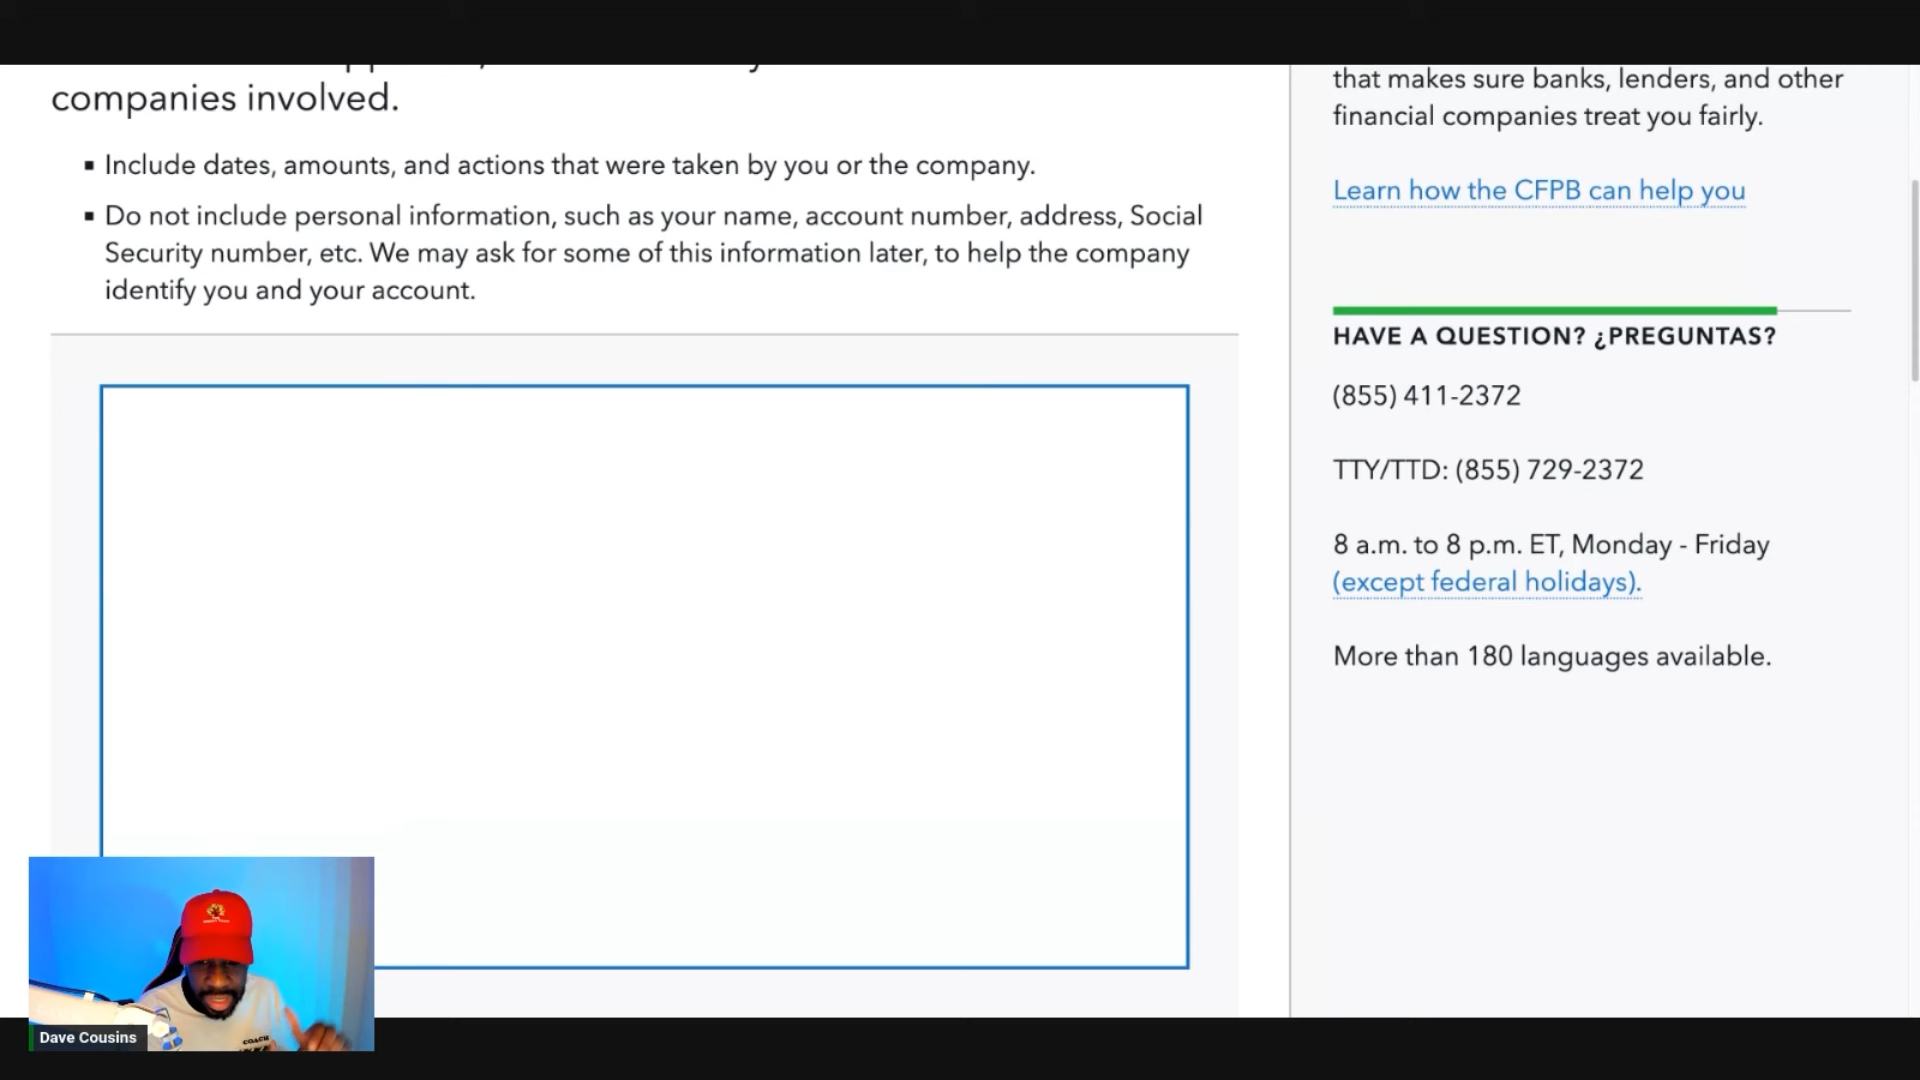 companies involved.
▪ Include dates, amounts, and actions that were taken by you or the company.
▪ Do not include personal information, such as your name, account number, address, Social
Security number, etc. We may ask for some of this information later, to help the company
identify you and your account.
that makes sure banks, lenders, and other
financial companies treat you fairly.
Learn how the CFPB can help you
HAVE A QUESTION? ¿PREGUNTAS?
(855) 411-2372
TTY/TTD: (855) 729-2372
8 a.m. to 8 p.m. ET, Monday - Friday
(except federal holidays).
More than 180 languages available.
COACH
Dave Cousins